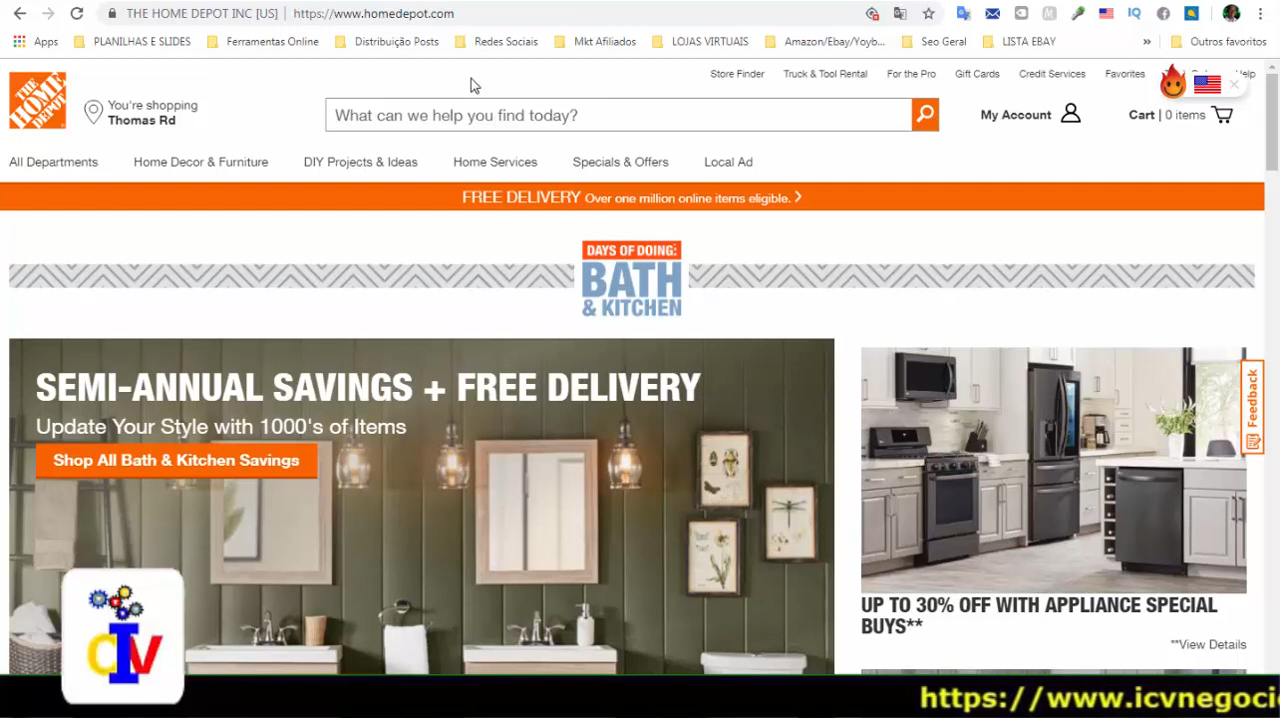 THE HOME DEPOT INC [US] | https://www.homedepot.com
Apps PLANILHAS E SLIDES Ferramentas Online Distribuição Posts Redes Sociais Mkt Afiliados LOJAS VIRTUAIS Amazon/Ebay/Yoyb... Seo Geral LISTA EBAY » Outros favoritos
Store Finder Truck & Tool Rental For the Pro Gift Cards Credit Services Favorites Help
THE HOME DEPOT
You're shopping
Thomas Rd
What can we help you find today?
My Account
Cart | 0 items
All Departments Home Decor & Furniture DIY Projects & Ideas Home Services Specials & Offers Local Ad
FREE DELIVERY Over one million online items eligible.
DAYS OF DOING:
BATH
& KITCHEN
SEMI-ANNUAL SAVINGS + FREE DELIVERY
Update Your Style with 1000's of Items
Shop All Bath & Kitchen Savings
Feedback
UP TO 30% OFF WITH APPLIANCE SPECIAL
BUYS**
**View Details
CIV
https://www.icvnegoci